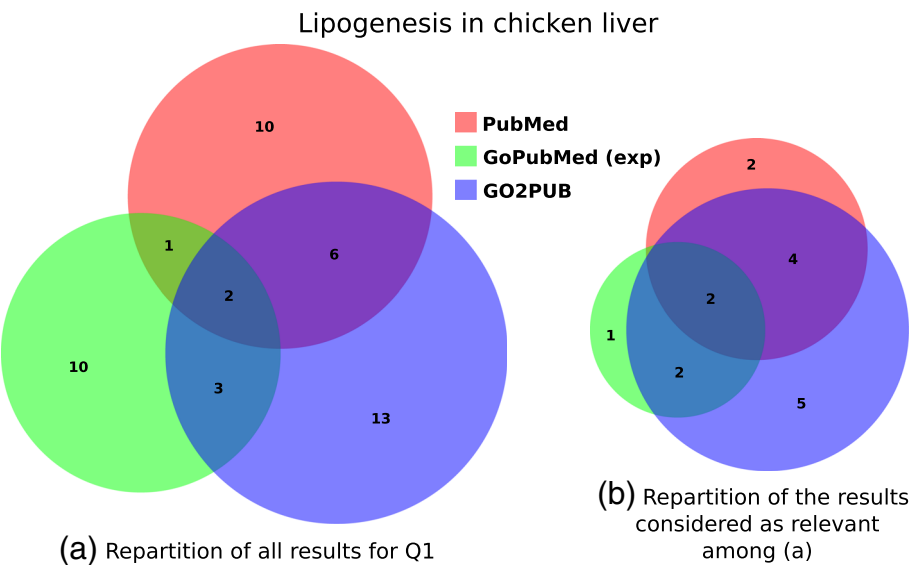 Lipogenesis in chicken liver
10
PubMed
GoPubMed (exp)
GO2PUB
1
6
2
10
3
13
2
4
2
1
2
5
(a) Repartition of all results for Q1
(b) Repartition of the results
considered as relevant
among (a)